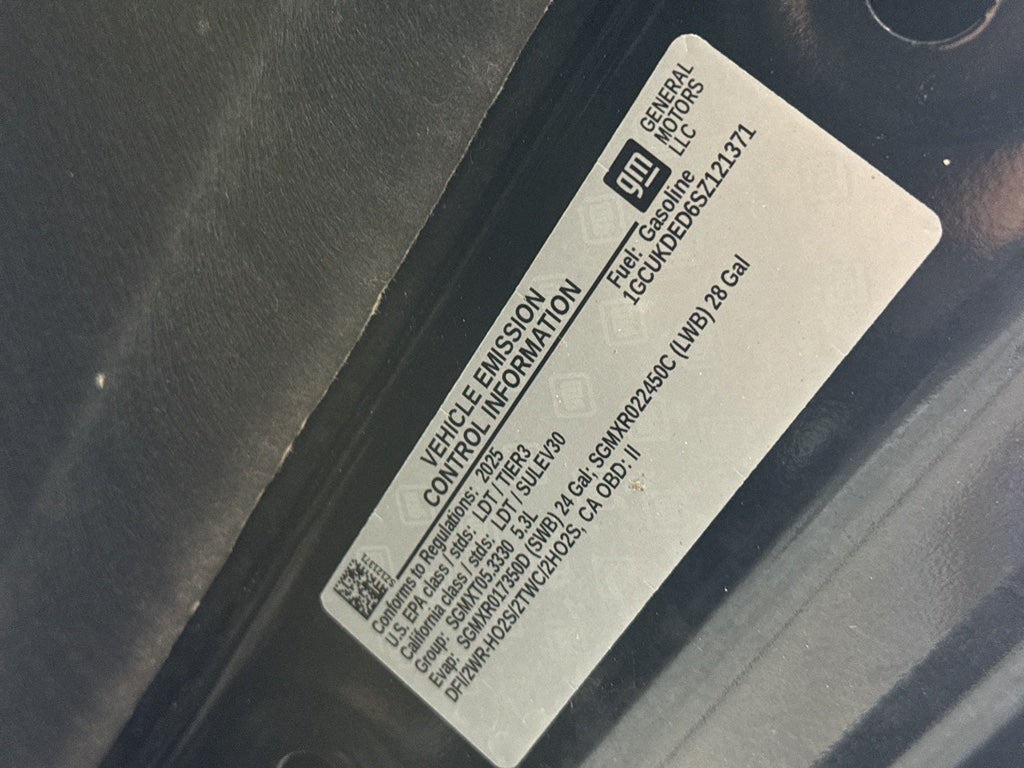 VEHICLE EMISSION
CONTROL INFORMATION
gm
GENERAL
MOTORS
LLC
Conforms to Regulations: 2025
U.S. EPA class / stds: LDT / TIER3
California class / stds: LDT / SULEV30
Group: SGMXT05.3330 5.3L
Evap: SGMXR017350D (SWB) 24 Gal; SGMXR022450C (LWB) 28 Gal
DFI/2WR-HO2S/2TWC/2HO2S, CA OBD: II
Fuel: Gasoline
1GCUKDED6SZ121371